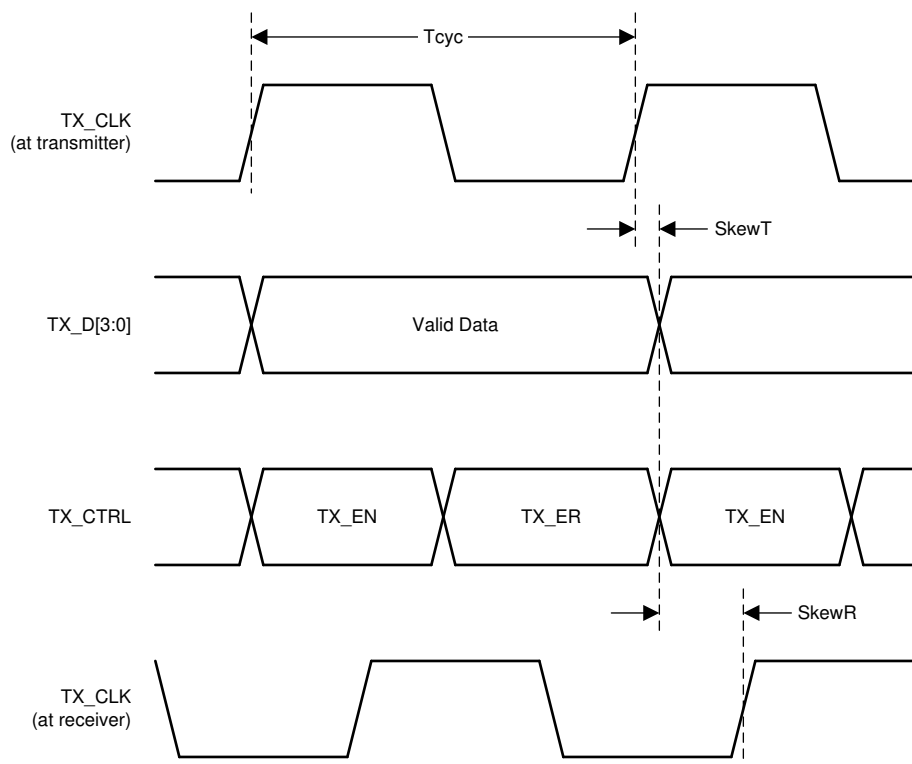 Tcyc
TX_CLK
(at transmitter)
SkewT
TX_D[3:0]
Valid Data
TX_CTRL
TX_EN
TX_ER
TX_EN
SkewR
TX_CLK
(at receiver)